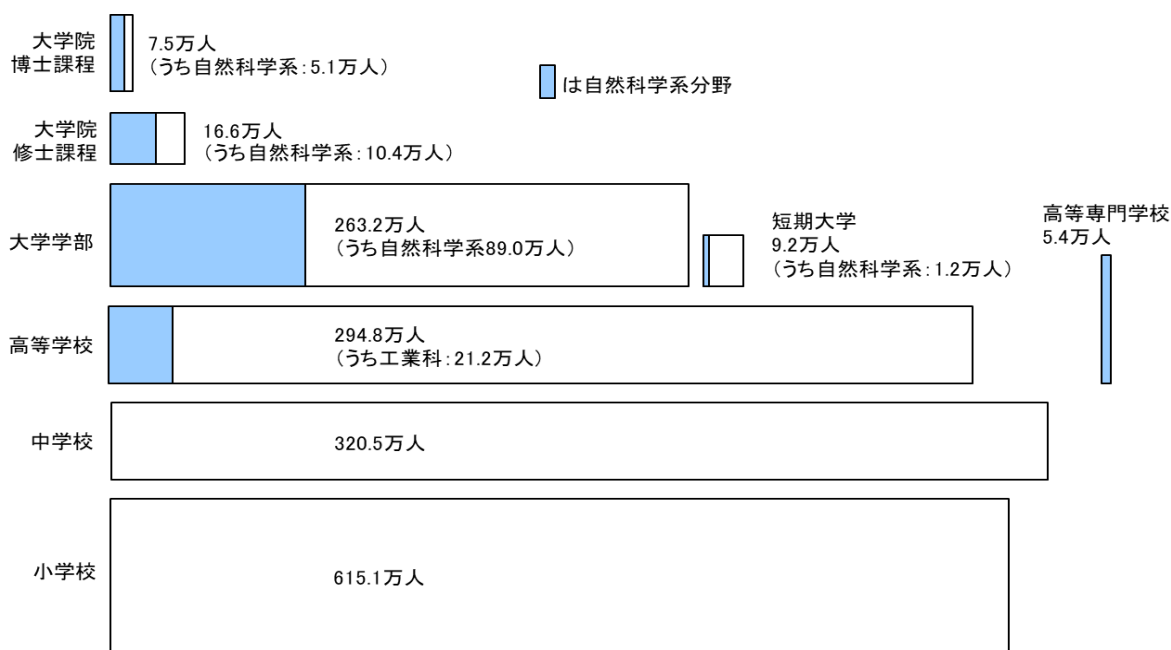 大学院
博士課程
7.5万人
（うち自然科学系：5.1万人）
は自然科学系分野
大学院
修士課程
16.6万人
（うち自然科学系：10.4万人）
大学学部
263.2万人
（うち自然科学系89.0万人）
短期大学
9.2万人
（うち自然科学系：1.2万人）
高等専門学校
5.4万人
高等学校
294.8万人
（うち工業科：21.2万人）
中学校
320.5万人
小学校
615.1万人